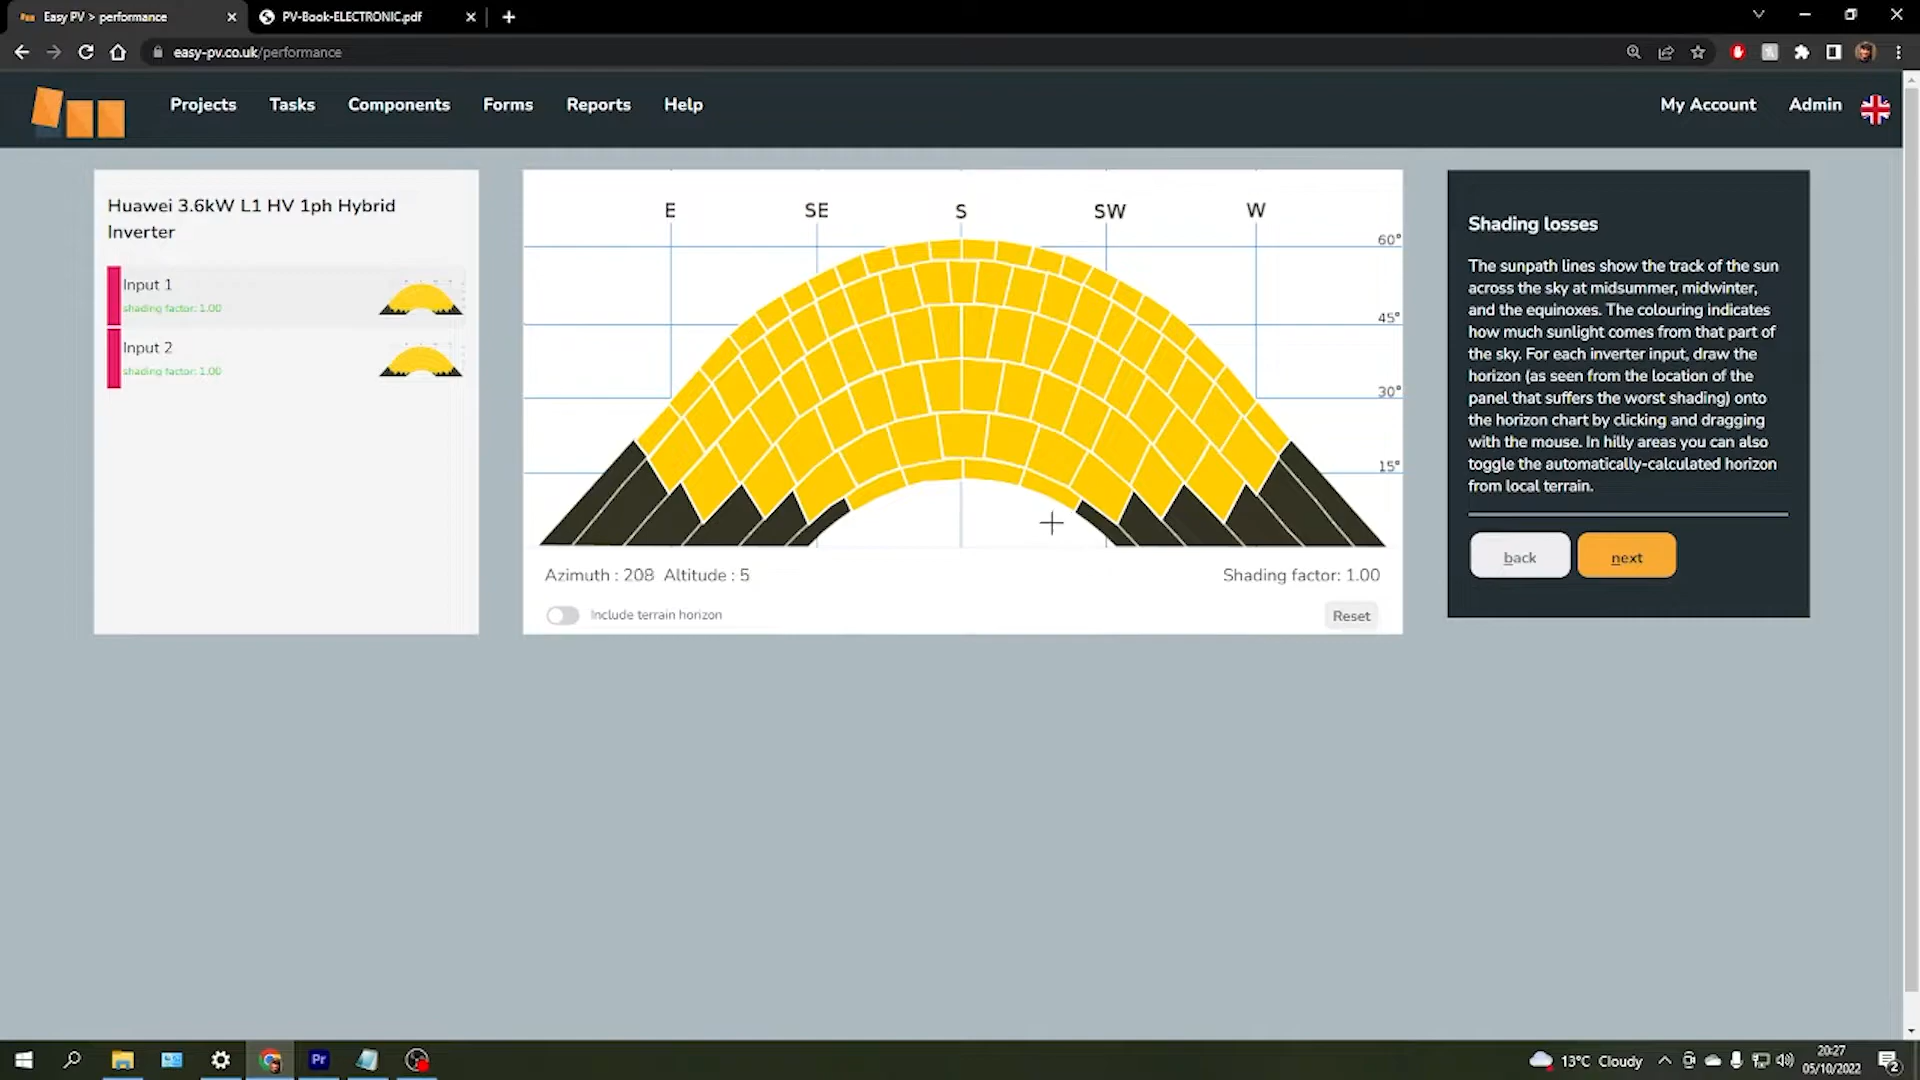 Easy PV > performance
PV-Book-ELECTRONIC.pdf
easy-pv.co.uk/performance
Projects Tasks Components Forms Reports Help My Account Admin
Huawei 3.6kW L1 HV 1ph Hybrid
Inverter
Input 1
shading factor: 1.00
Input 2
shading factor: 1.00
E SE S SW W
60°
45°
30°
15°
Azimuth : 208 Altitude : 5 Shading factor: 1.00
Include terrain horizon Reset
Shading losses
The sunpath lines show the track of the sun
across the sky at midsummer, midwinter,
and the equinoxes. The colouring indicates
how much sunlight comes from that part of
the sky. For each inverter input, draw the
horizon (as seen from the location of the
panel that suffers the worst shading) onto
the horizon chart by clicking and dragging
with the mouse. In hilly areas you can also
toggle the automatically-calculated horizon
from local terrain.
back next
Pr
13°C Cloudy
20:27
05/10/2022
2